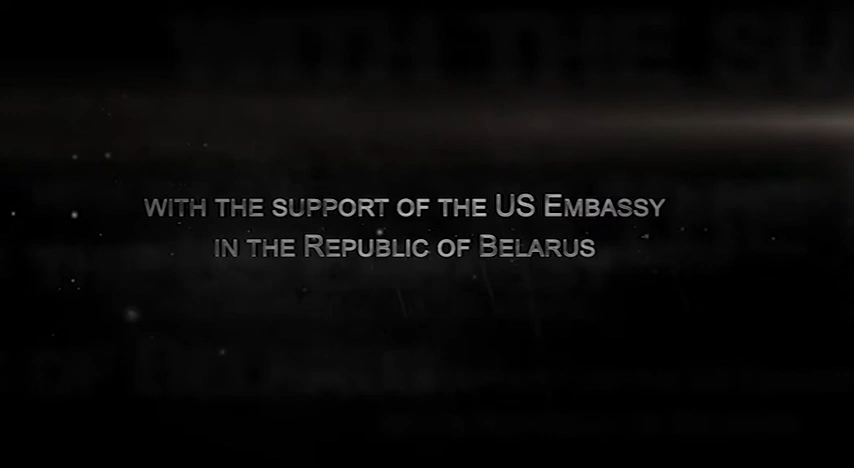 WITH THE SUPPORT OF THE US EMBASSY
IN THE REPUBLIC OF BELARUS